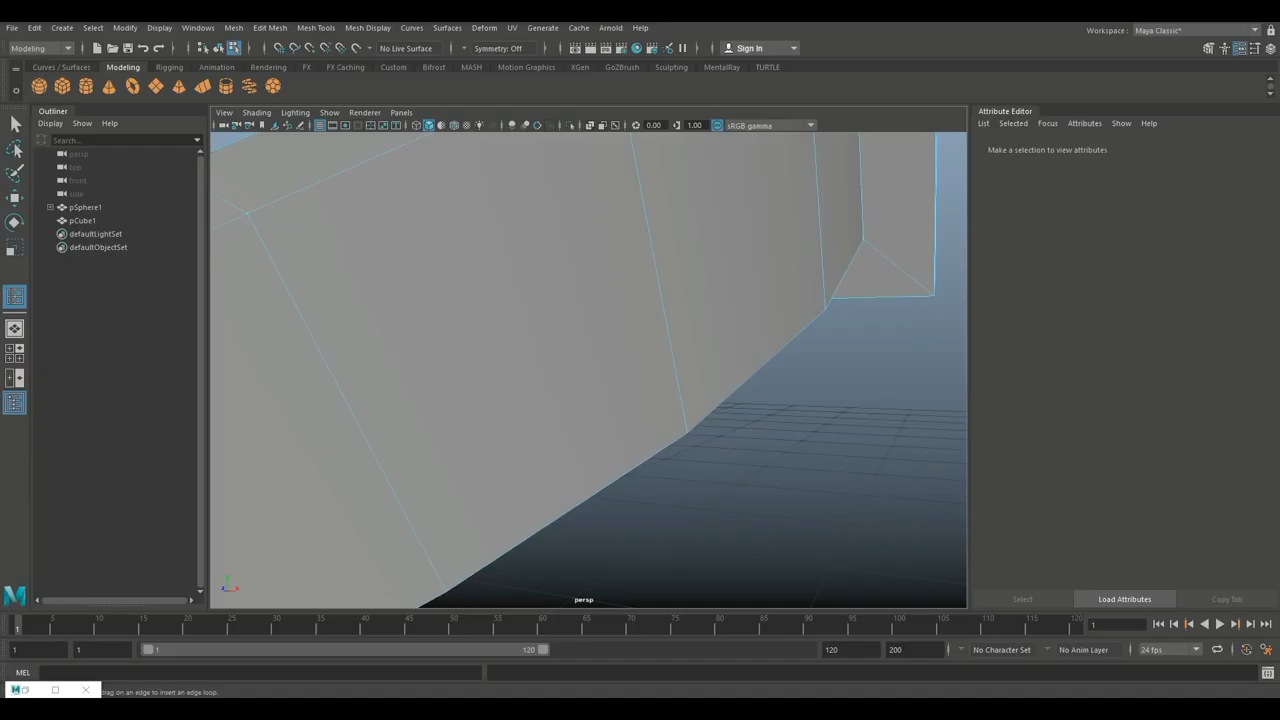 File Edit Create Select Modify Display Windows Mesh Edit Mesh Mesh Tools Mesh Display Curves Surfaces Deform UV Generate Cache Arnold Help Workspace: Maya Classic*
Modeling No Live Surface Symmetry: Off Sign In
Curves / Surfaces Modeling Rigging Animation Rendering FX FX Caching Custom Bifrost MASH Motion Graphics XGen GoZBrush Sculpting MentalRay TURTLE
Outliner
Display Show Help
Search...
persp
top
front
side
pSphere1
pCube1
defaultLightSet
defaultObjectSet
View Shading Lighting Show Renderer Panels
0.00 1.00 sRGB gamma
persp
Attribute Editor
List Selected Focus Attributes Show Help
Make a selection to view attributes
Select Load Attributes Copy Tab
1 5 10 15 20 25 30 35 40 45 50 55 60 65 70 75 80 85 90 95 100 105 110 115 120 1
1 1 1 120 120 200 No Character Set No Anim Layer 24 fps
MEL
drag on an edge to insert an edge loop.